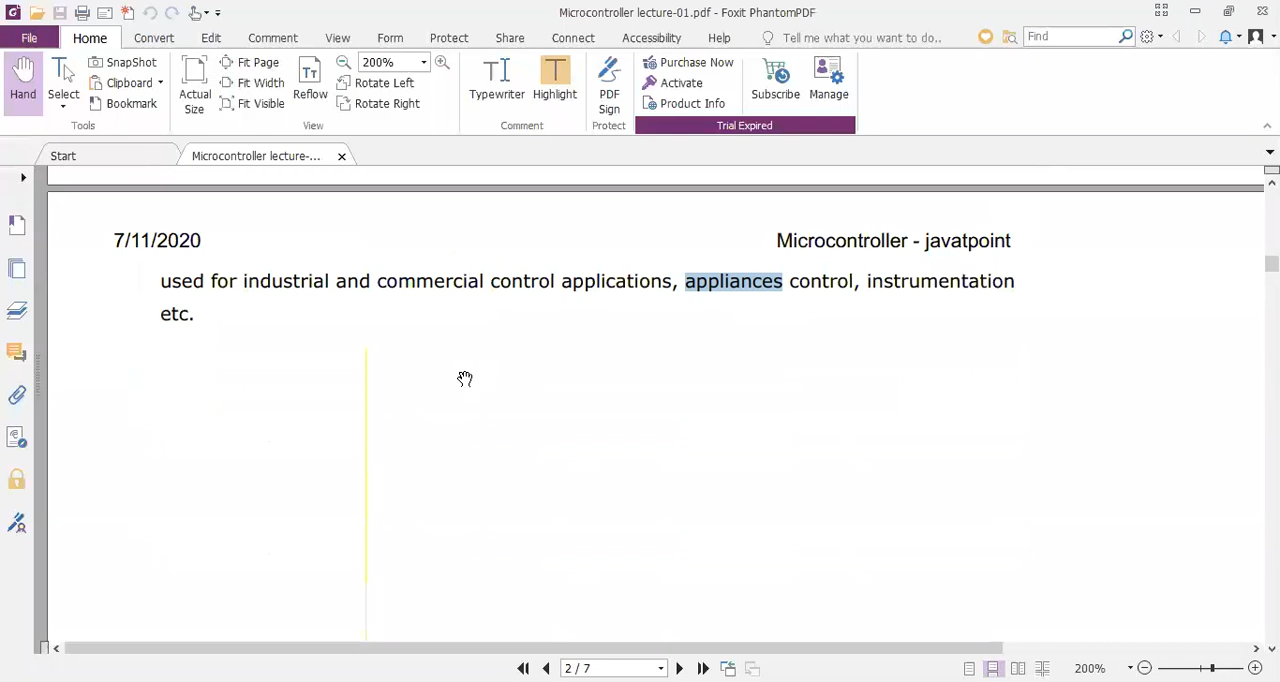 Microcontroller lecture-01.pdf - Foxit PhantomPDF
File Home Convert Edit Comment View Form Protect Share Connect Accessibility Help Tell me what you want to do.. Find
Hand
Select
SnapShot
Clipboard
Bookmark
Tools
Actual Size
Fit Page
Fit Width
Fit Visible
Reflow
200%
Rotate Left
Rotate Right
View
Typewriter
Highlight
Comment
PDF Sign
Protect
Purchase Now
Activate
Product Info
Subscribe
Manage
Trial Expired
Start Microcontroller lecture-...
7/11/2020 Microcontroller - javatpoint
used for industrial and commercial control applications, appliances control, instrumentation
etc.
2 / 7 200%